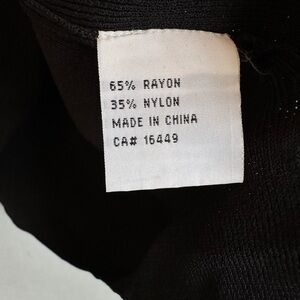 65% RAYON
35% NYLON
MADE IN CHINA
CA# 16449